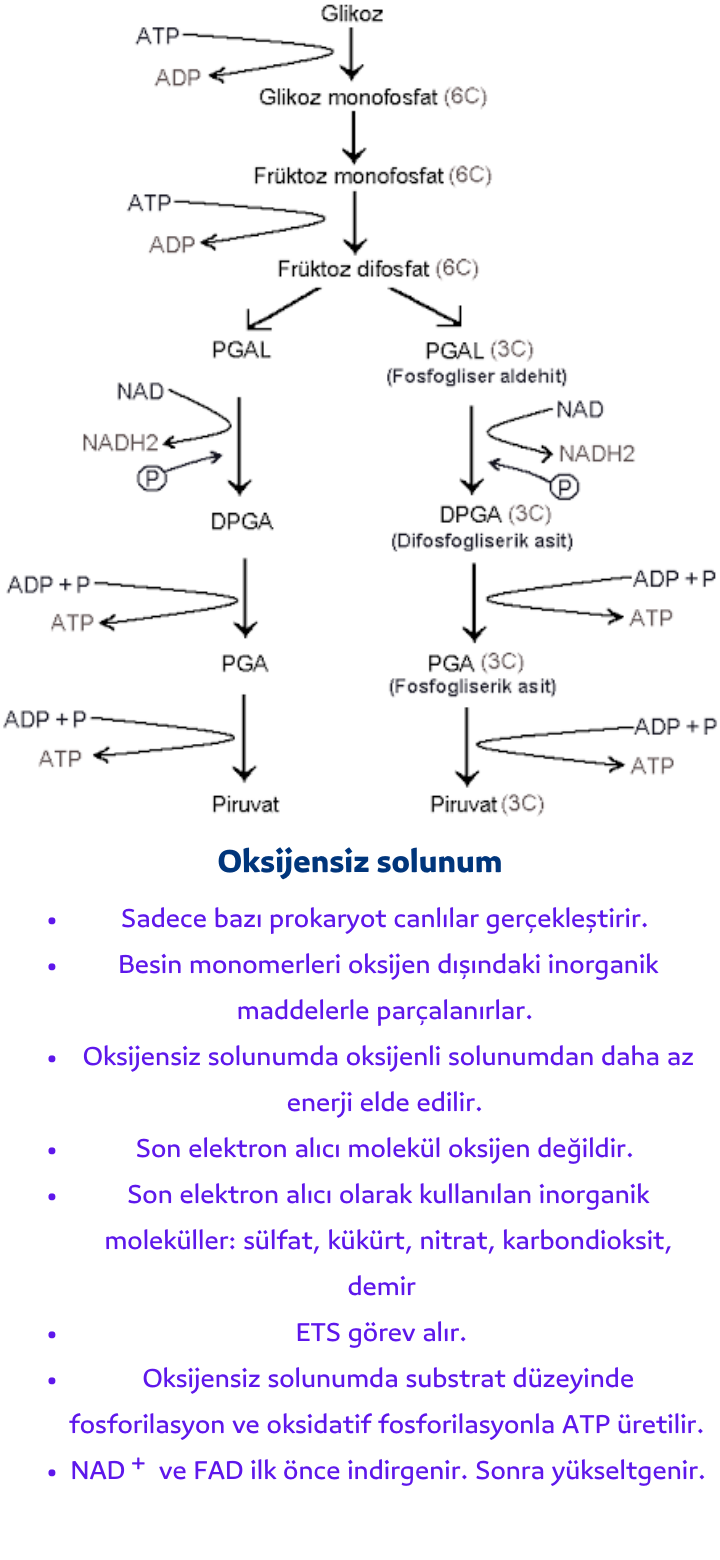 Glikoz
ATP
ADP
Glikoz monofosfat (6C)
Früktoz monofosfat (6C)
ATP
ADP
Früktoz difosfat (6C)
PGAL PGAL (3C)
(Fosfogliser aldehit)
NAD NAD
NADH2 NADH2
P P
DPGA DPGA (3C)
(Difosfogliserik asit)
ADP + P ADP + P
ATP ATP
PGA PGA (3C)
(Fosfogliserik asit)
ADP + P ADP + P
ATP ATP
Piruvat Piruvat (3C)
Oksijensiz solunum
• Sadece bazı prokaryot canlılar gerçekleştirir.
• Besin monomerleri oksijen dışındaki inorganik
maddelerle parçalanırlar.
• Oksijensiz solunumda oksijenli solunumdan daha az
enerji elde edilir.
• Son elektron alıcı molekül oksijen değildir.
• Son elektron alıcı olarak kullanılan inorganik
moleküller: sülfat, kükürt, nitrat, karbondioksit,
demir
• ETS görev alır.
• Oksijensiz solunumda substrat düzeyinde
fosforilasyon ve oksidatif fosforilasyonla ATP üretilir.
• NAD⁺ ve FAD ilk önce indirgenir. Sonra yükseltgenir.